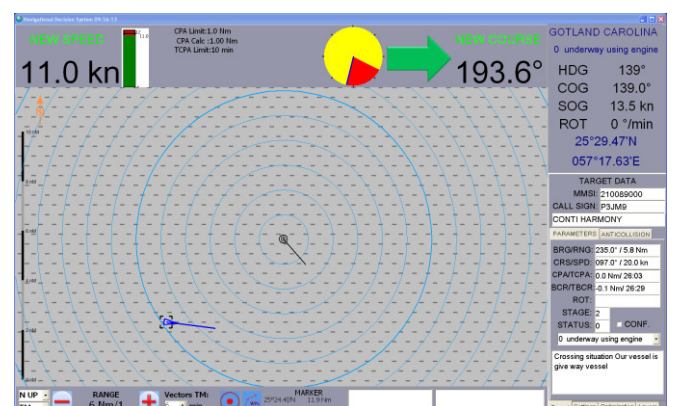 Navigational Decision System 09:56:13
NEW SPEED
11.0 kn
11.0
CPA Limit:1.0 Nm
CPA Calc :1.00 Nm
TCPA Limit:10 min
NEW COURSE
193.6°
GOTLAND CAROLINA
0 underway using engine
HDG 139°
COG 139.0°
SOG 13.5 kn
ROT 0 °/min
25°29.47'N
057°17.63'E
TARGET DATA
MMSI: 210089000
CALL SIGN: P3JM9
CONTI HARMONY
PARAMETERS ANTICOLLISION
BRG/RNG: 235.0° / 5.8 Nm
CRS/SPD: 097.0° / 20.0 kn
CPA/TCPA: 0.0 Nm/ 26:03
BCR/TBCR: -0.1 Nm/ 26:29
ROT:
STAGE: 2
STATUS: 0 CONF.
0 underway using engine
Crossing situation Our vessel is
give way vessel
N UP
RANGE
6 Nm/1
Vectors TM:
min
MARKER
25°24.40'N 11.9 Nm